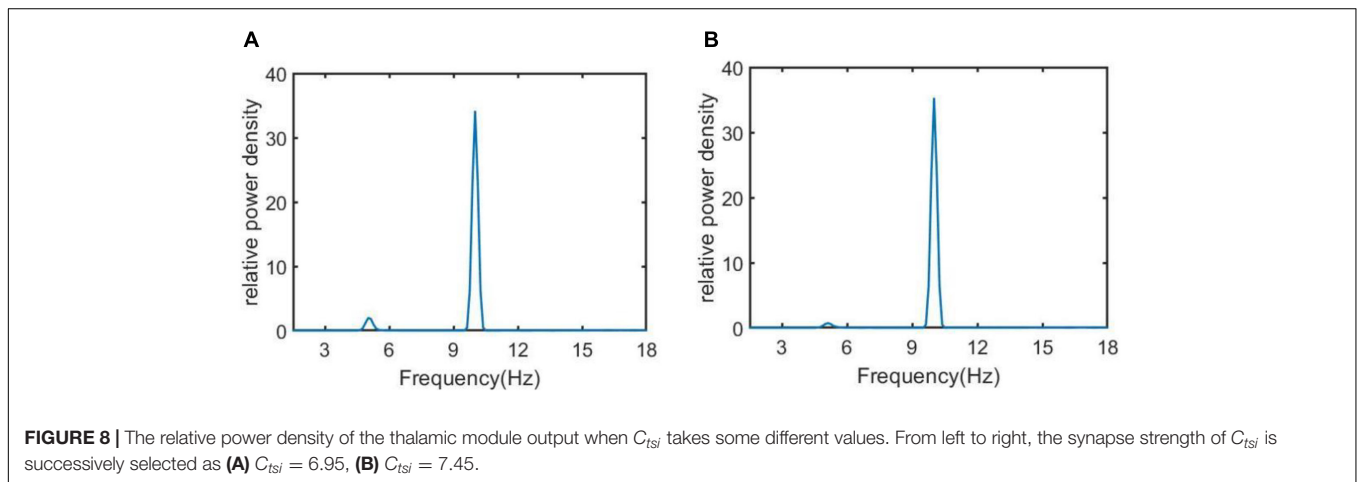 A
B
40
30
20
10
0
relative power density
3 6 9 12 15 18
Frequency(Hz)
40
30
20
10
0
relative power density
3 6 9 12 15 18
Frequency(Hz)
FIGURE 8 | The relative power density of the thalamic module output when Ctsi takes some different values. From left to right, the synapse strength of Ctsi is
successively selected as (A) Ctsi = 6.95, (B) Ctsi = 7.45.